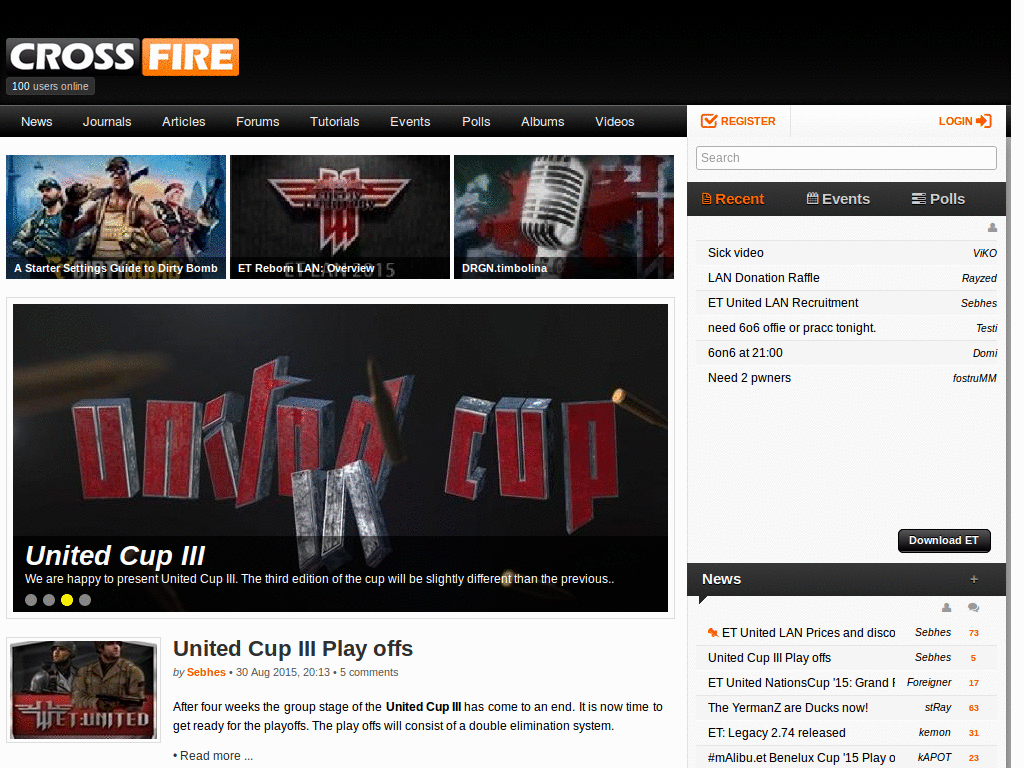 CROSS FIRE
100 users online
News Journals Articles Forums Tutorials Events Polls Albums Videos
REGISTER LOGIN
Search
A Starter Settings Guide to Dirty Bomb
ET Reborn LAN: Overview
DRGN.timbolina
Recent Events Polls
Sick video ViKO
LAN Donation Raffle Rayzed
ET United LAN Recruitment Sebhes
need 6o6 offie or pracc tonight. Testi
6on6 at 21:00 Domi
Need 2 pwners fostruMM
Download ET
united cup
III
United Cup III
We are happy to present United Cup III. The third edition of the cup will be slightly different than the previous..
News +
ET United LAN Prices and disco Sebhes 73
United Cup III Play offs Sebhes 5
ET United NationsCup '15: Grand F Foreigner 17
The YermanZ are Ducks now! stRay 63
ET: Legacy 2.74 released kemon 31
#mAlibu.et Benelux Cup '15 Play o kAPOT 23
ET:UNITED
United Cup III Play offs
by Sebhes • 30 Aug 2015, 20:13 • 5 comments
After four weeks the group stage of the United Cup III has come to an end. It is now time to
get ready for the playoffs. The play offs will consist of a double elimination system.
• Read more ...